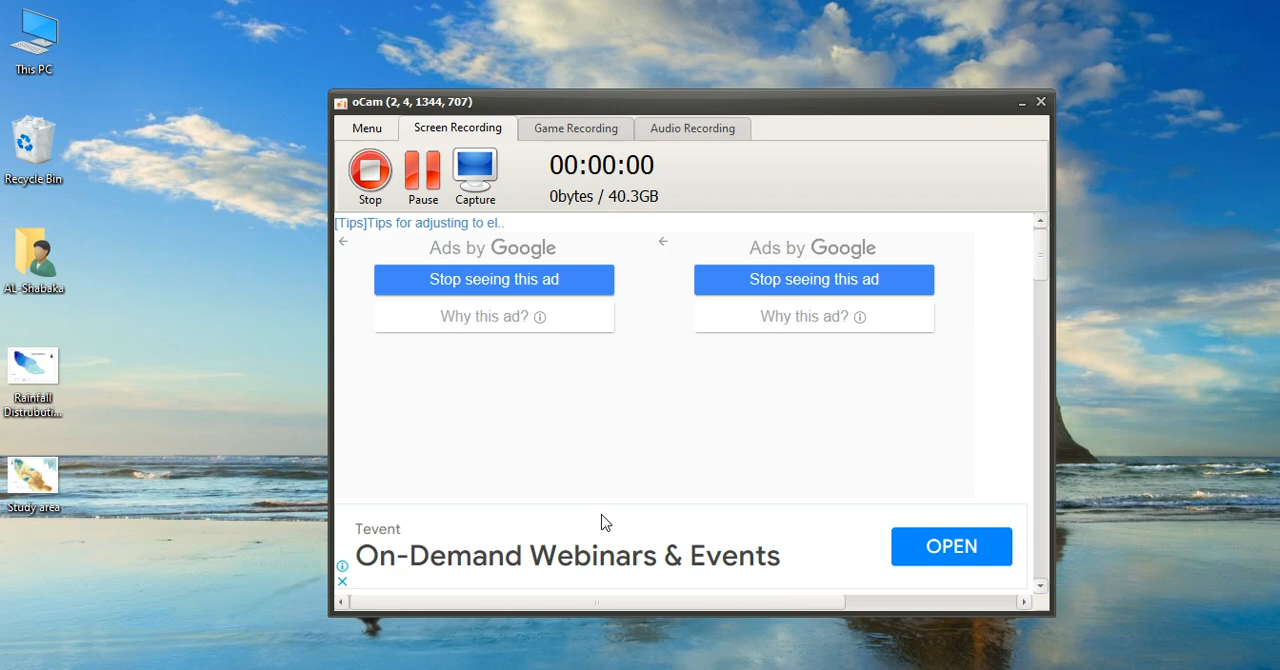 This PC
Recycle Bin
AL-Shabaka
Rainfall
Distrubuti...
Study area
oCam (2, 4, 1344, 707)
Menu
Screen Recording
Game Recording
Audio Recording
Stop
Pause
Capture
00:00:00
0bytes / 40.3GB
[Tips]Tips for adjusting to el..
Ads by Google
Stop seeing this ad
Why this ad?
Ads by Google
Stop seeing this ad
Why this ad?
Tevent
On-Demand Webinars & Events
OPEN